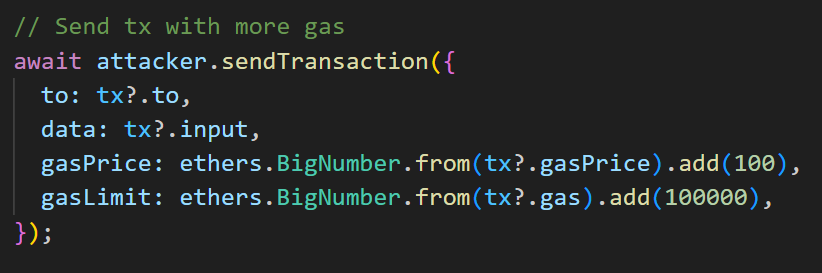 // Send tx with more gas
await attacker.sendTransaction({
to: tx?.to,
data: tx?.input,
gasPrice: ethers.BigNumber.from(tx?.gasPrice).add(100),
gasLimit: ethers.BigNumber.from(tx?.gas).add(100000),
});